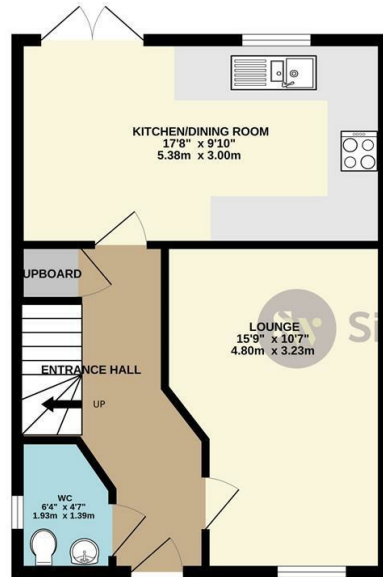 KITCHEN/DINING ROOM
17'8" x 9'10"
5.38m x 3.00m
UPBOARD
LOUNGE
15'9" x 10'7"
4.80m x 3.23m
Si
ENTRANCE HALL
UP
WC
6'4" x 4'7"
1.93m x 1.39m